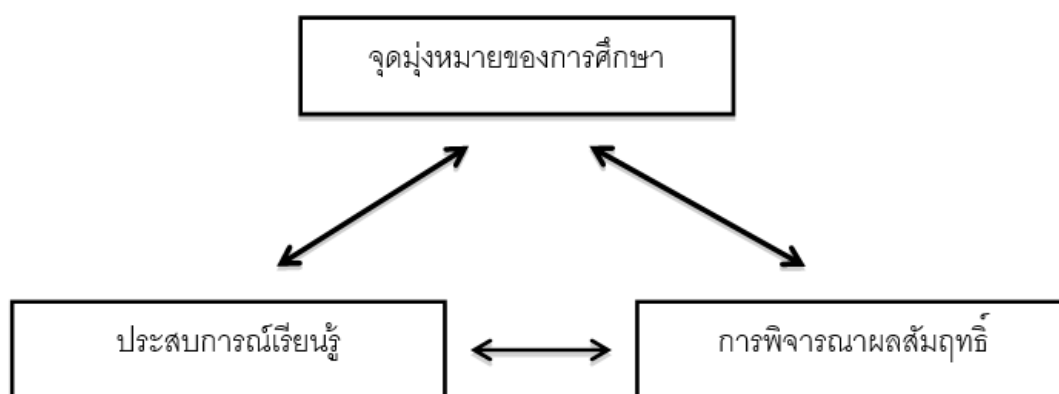 จุดมุ่งหมายของการศึกษา
ประสบการณ์เรียนรู้
การพิจารณาผลสัมฤทธิ์